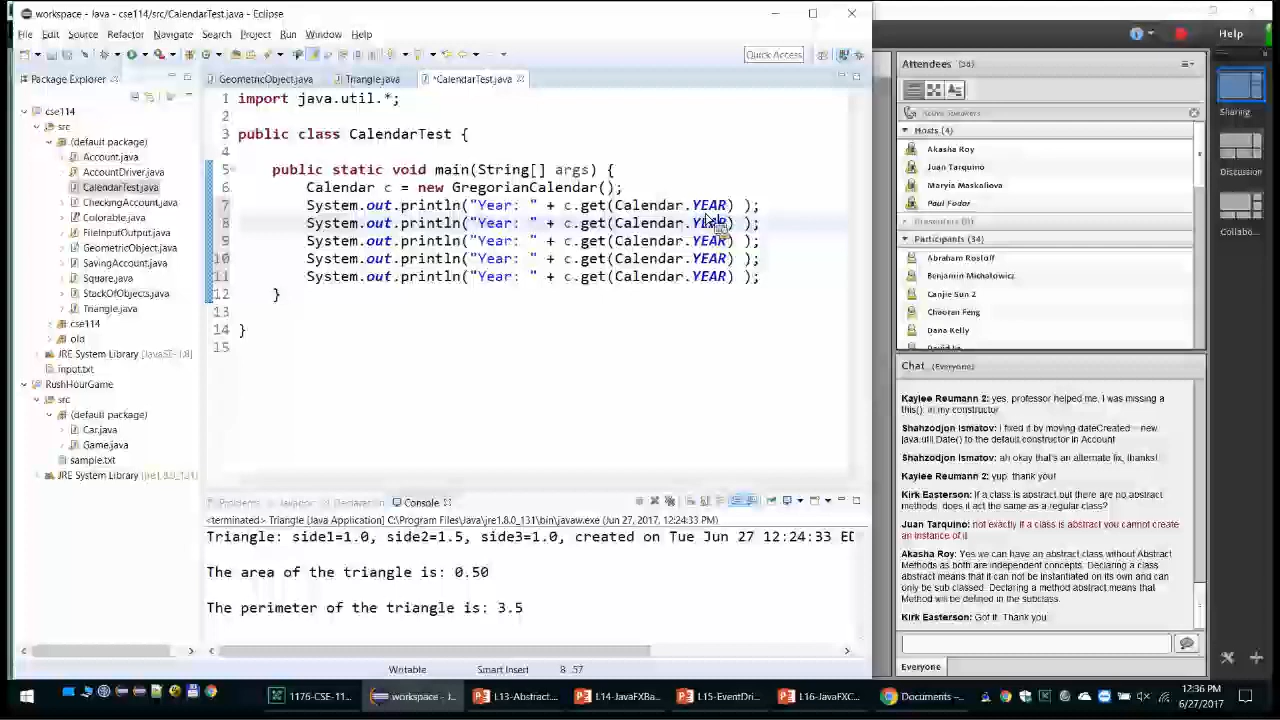 workspace - Java - cse114/src/CalendarTest.java - Eclipse
File Edit Source Refactor Navigate Search Project Run Window Help
Quick Access
Package Explorer
cse114
src
(default package)
Account.java
AccountDriver.java
CalendarTest.java
CheckingAccount.java
Colorable.java
FileInputOutput.java
GeometricObject.java
SavingAccount.java
Square.java
StackOfObjects.java
Triangle.java
cse114
old
JRE System Library [JavaSE-1.8]
input.txt
RushHourGame
src
(default package)
Car.java
Game.java
sample.txt
JRE System Library [jre1.8.0_131]
GeometricObject.java Triangle.java *CalendarTest.java
1 import java.util.*;
2
3 public class CalendarTest {
4
5 public static void main(String[] args) {
6 Calendar c = new GregorianCalendar();
7 System.out.println("Year: " + c.get(Calendar.YEAR) );
8 System.out.println("Year: " + c.get(Calendar.YEAR) );
9 System.out.println("Year: " + c.get(Calendar.YEAR) );
10 System.out.println("Year: " + c.get(Calendar.YEAR) );
11 System.out.println("Year: " + c.get(Calendar.YEAR) );
12 }
13
14 }
15
Problems Javadoc Declaration Console
<terminated> Triangle [Java Application] C:\Program Files\Java\jre1.8.0_131\bin\javaw.exe (Jun 27, 2017, 12:24:33 PM)
Triangle: side1=1.0, side2=1.5, side3=1.0, created on Tue Jun 27 12:24:33 ED
The area of the triangle is: 0.50
The perimeter of the triangle is: 3.5
Writable Smart Insert 8 : 57
Help
Attendees (38)
Hosts (4)
Akasha Roy
Juan Tarquino
Maryia Maskaliova
Paul Fodor
Presenters (0)
Participants (34)
Abraham Rosloff
Benjamin Michalowicz
Canjie Sun 2
Chaoran Feng
Dana Kelly
Sharing
Discussion
Collabo...
Chat (Everyone)
Kaylee Reumann 2: yes, professor helped me, I was missing a
this(); in my constructor
Shahzodjon Ismatov: I fixed it by moving dateCreated = new
java.util.Date() to the default constructor in Account
Shahzodjon Ismatov: ah okay that's an alternate fix, thanks!
Kaylee Reumann 2: yup, thank you!
Kirk Easterson: If a class is abstract but there are no abstract
methods, does it act the same as a regular class?
Juan Tarquino: not exactly if a class is abstract you cannot create
an instance of it
Akasha Roy: Yes we can have an abstract class without Abstract
Methods as both are independent concepts. Declaring a class
abstract means that it can not be instantiated on its own and can
only be sub classed. Declaring a method abstract means that
Method will be defined in the subclass.
Kirk Easterson: Got it. Thank you
Everyone
1176-CSE-11... workspace - J... L13-Abstract... L14-JavaFXBa... L15-EventDri... L16-JavaFXC... Documents –...
12:36 PM
6/27/2017